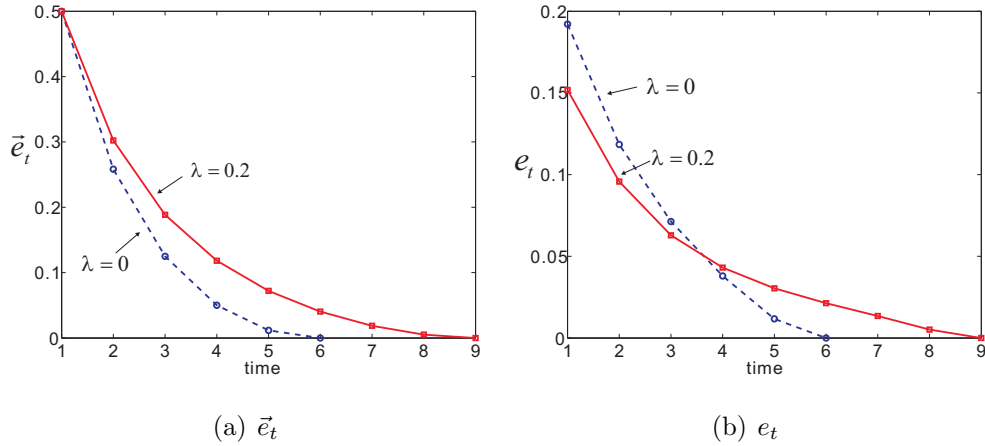 0.5
0.4
0.3
0.2
0.1
0
e⃗_t
λ = 0.2
λ = 0
1 2 3 4 5 6 7 8 9
time
(a) e⃗_t
0.2
0.15
0.1
0.05
0
e_t
λ = 0
λ = 0.2
1 2 3 4 5 6 7 8 9
time
(b) e_t